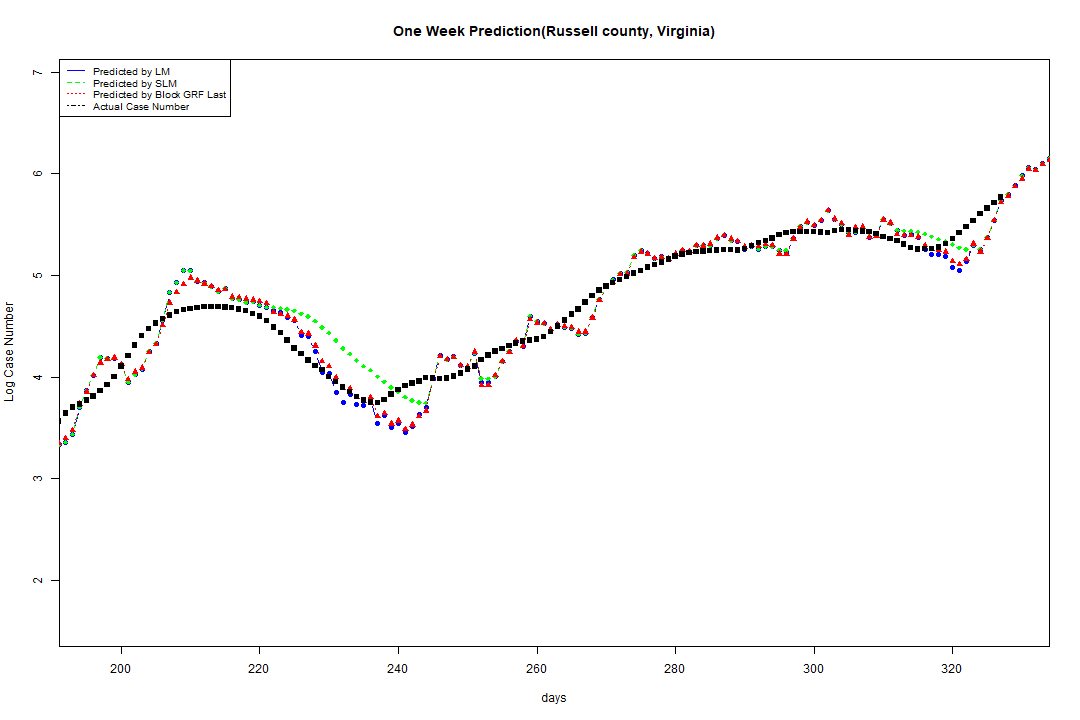 One Week Prediction(Russell county, Virginia)
Predicted by LM
Predicted by SLM
Predicted by Block GRF Last
Actual Case Number
7
6
5
4
3
2
Log Case Number
200 220 240 260 280 300 320
days